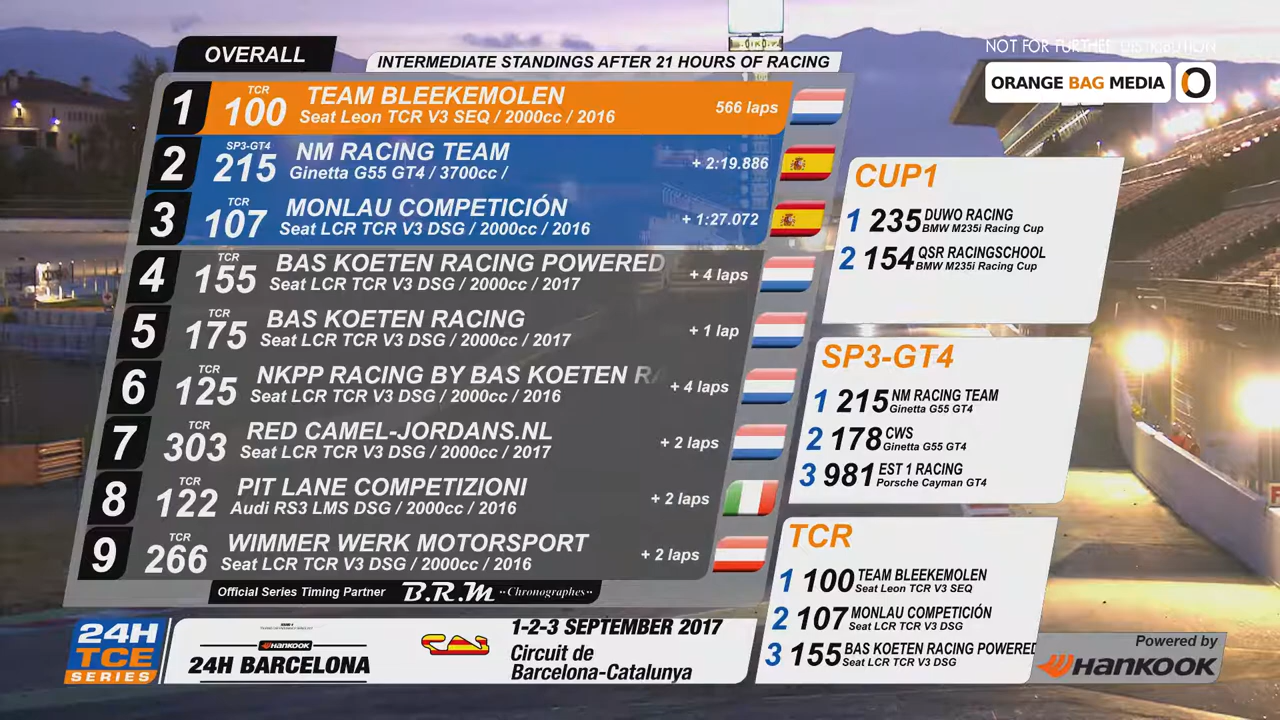 OVERALL
INTERMEDIATE STANDINGS AFTER 21 HOURS OF RACING
NOT FOR FURTHER DISTRIBUTION
ORANGE BAG MEDIA
1 TCR 100 TEAM BLEEKEMOLEN 566 laps
Seat Leon TCR V3 SEQ / 2000cc / 2016
2 SP3-GT4 215 NM RACING TEAM + 2:19.886
Ginetta G55 GT4 / 3700cc /
3 TCR 107 MONLAU COMPETICIÓN + 1:27.072
Seat LCR TCR V3 DSG / 2000cc / 2016
4 TCR 155 BAS KOETEN RACING POWERED + 4 laps
Seat LCR TCR V3 DSG / 2000cc / 2017
5 TCR 175 BAS KOETEN RACING + 1 lap
Seat LCR TCR V3 DSG / 2000cc / 2017
6 TCR 125 NKPP RACING BY BAS KOETEN RA + 4 laps
Seat LCR TCR V3 DSG / 2000cc / 2016
7 TCR 303 RED CAMEL-JORDANS.NL + 2 laps
Seat LCR TCR V3 DSG / 2000cc / 2017
8 TCR 122 PIT LANE COMPETIZIONI + 2 laps
Audi RS3 LMS DSG / 2000cc / 2016
9 TCR 266 WIMMER WERK MOTORSPORT + 2 laps
Seat LCR TCR V3 DSG / 2000cc / 2016
Official Series Timing Partner B.R.M ··Chronographes··
CUP1
1 235 DUWO RACING
BMW M235i Racing Cup
2 154 QSR RACINGSCHOOL
BMW M235i Racing Cup
SP3-GT4
1 215 NM RACING TEAM
Ginetta G55 GT4
2 178 CWS
Ginetta G55 GT4
3 981 EST 1 RACING
Porsche Cayman GT4
TCR
1 100 TEAM BLEEKEMOLEN
Seat Leon TCR V3 SEQ
2 107 MONLAU COMPETICIÓN
Seat LCR TCR V3 DSG
3 155 BAS KOETEN RACING POWERED
Seat LCR TCR V3 DSG
24H
TCE
SERIES
HANKOOK
24H BARCELONA
1-2-3 SEPTEMBER 2017
Circuit de
Barcelona-Catalunya
Powered by
HANKOOK